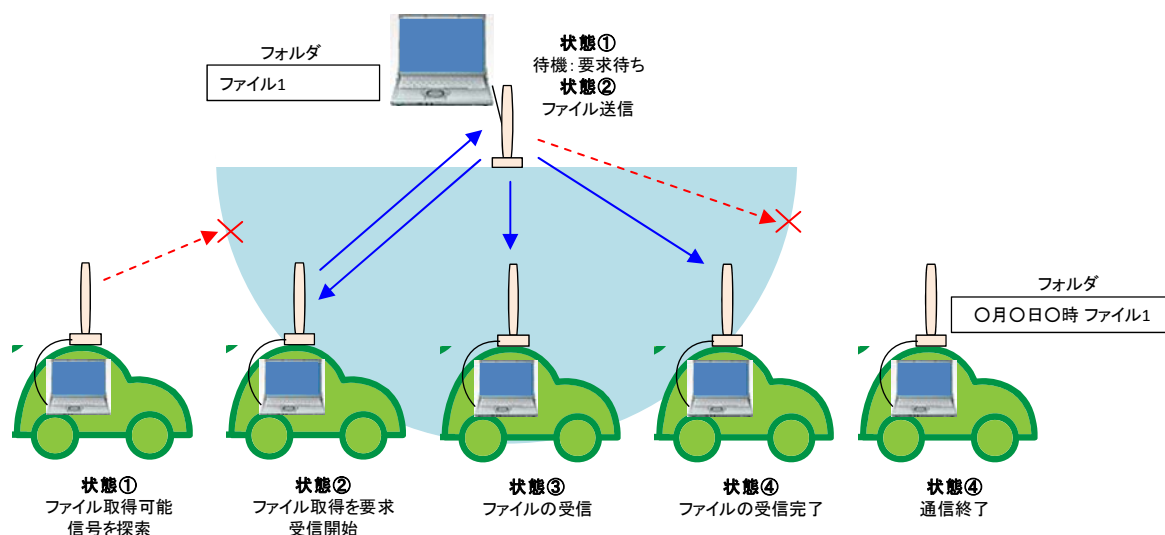 フォルダ
ファイル1
状態①
待機：要求待ち
状態②
ファイル送信
フォルダ
〇月〇日〇時 ファイル1
状態①
ファイル取得可能
信号を探索
状態②
ファイル取得を要求
受信開始
状態③
ファイルの受信
状態④
ファイルの受信完了
状態④
通信終了